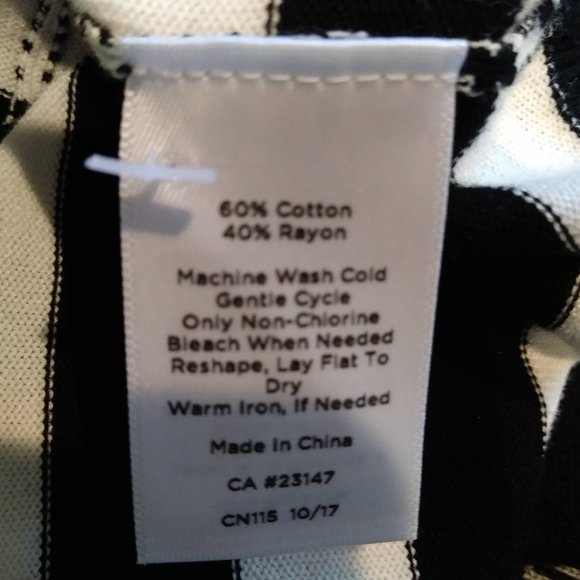 60% Cotton
40% Rayon
Machine Wash Cold
Gentle Cycle
Only Non-Chlorine
Bleach When Needed
Reshape, Lay Flat To
Dry
Warm Iron, If Needed
Made In China
CA #23147
CN115 10/17